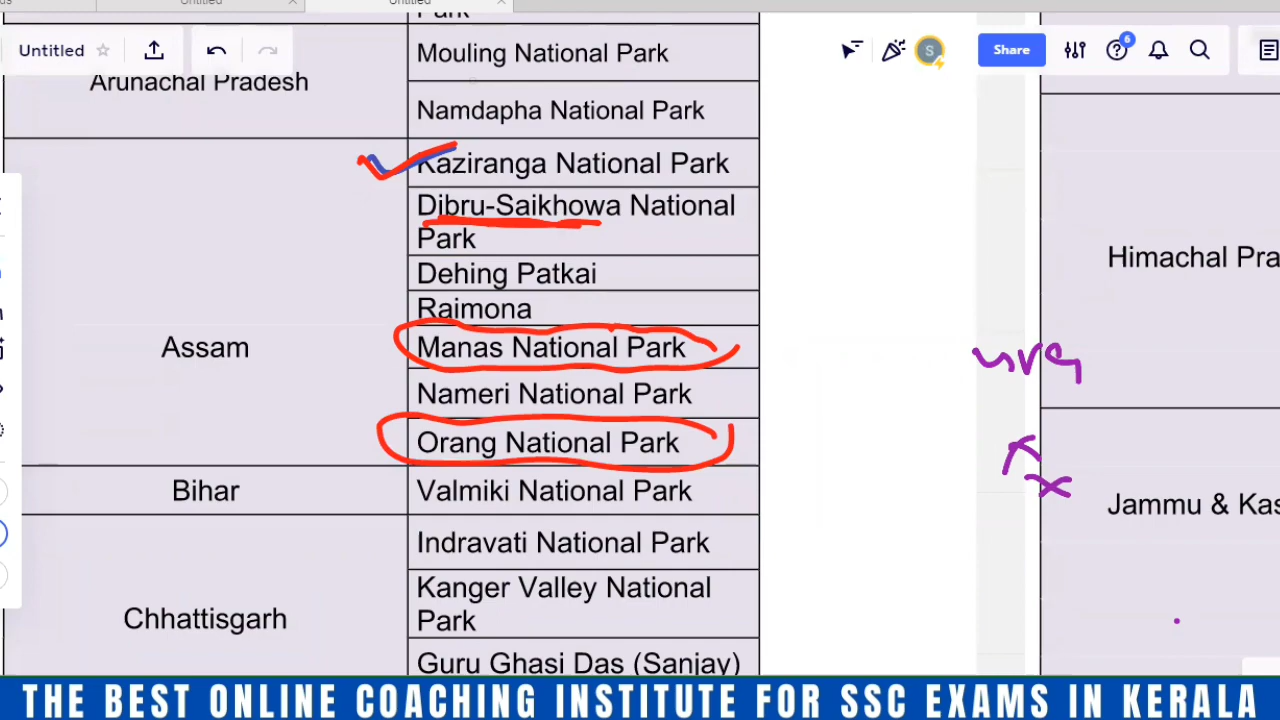 Untitled
Untitled
Untitled
Share
6
S
Park
Arunachal Pradesh
Mouling National Park
Namdapha National Park
Assam
Kaziranga National Park
Dibru-Saikhowa National
Park
Dehing Patkai
Raimona
Manas National Park
Nameri National Park
Orang National Park
Bihar
Valmiki National Park
Chhattisgarh
Indravati National Park
Kanger Valley National
Park
Guru Ghasi Das (Sanjay)
Himachal Pra
Jammu & Kas
THE BEST ONLINE COACHING INSTITUTE FOR SSC EXAMS IN KERALA